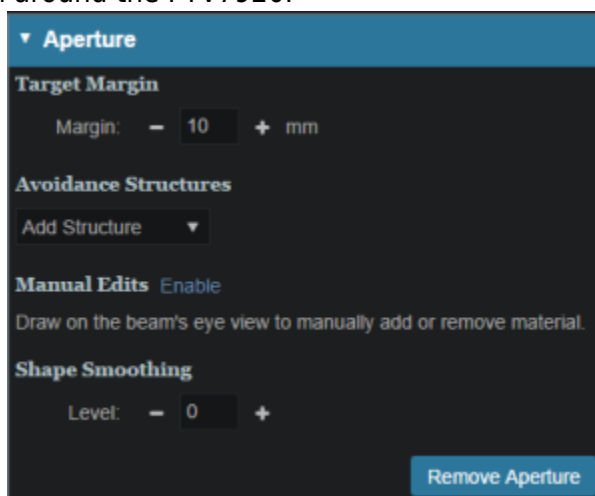 ▼ Aperture
Target Margin
Margin: − 10 + mm
Avoidance Structures
Add Structure ▼
Manual Edits Enable
Draw on the beam's eye view to manually add or remove material.
Shape Smoothing
Level: − 0 +
Remove Aperture